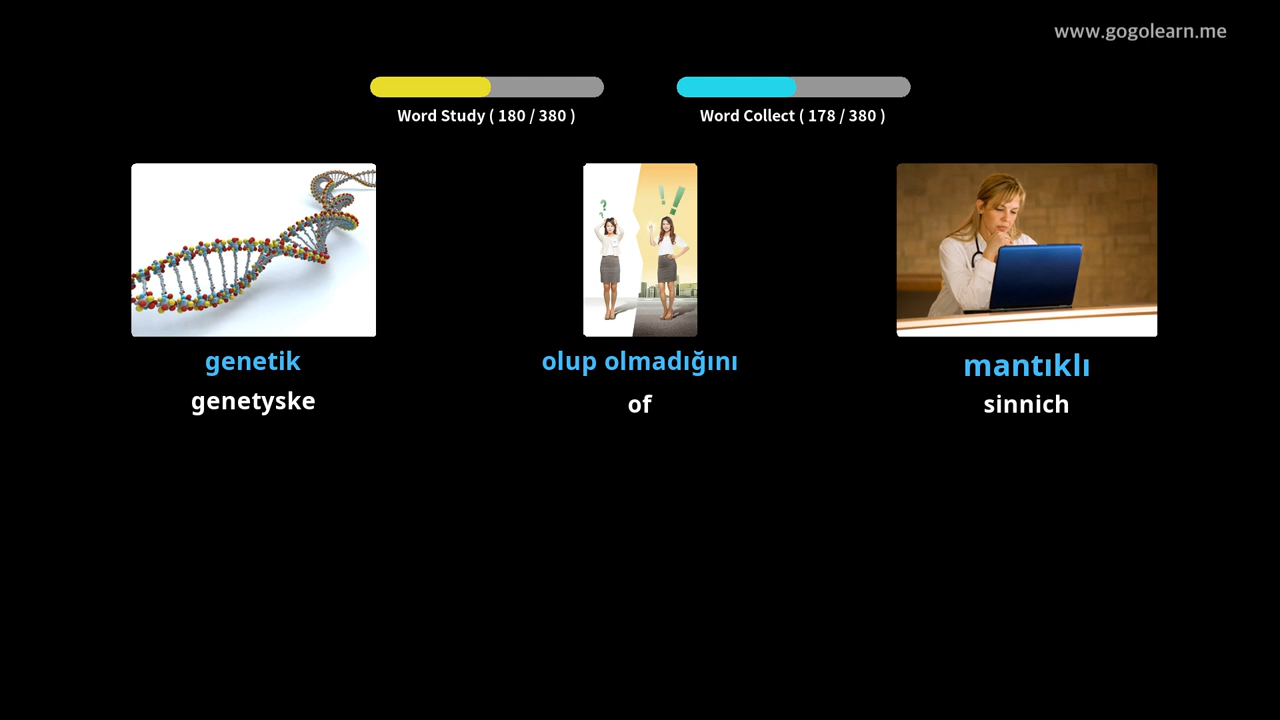 www.gogolearn.me
Word Study ( 180 / 380 )
Word Collect ( 178 / 380 )
genetik
genetyske
olup olmadığını
of
mantıklı
sinnich